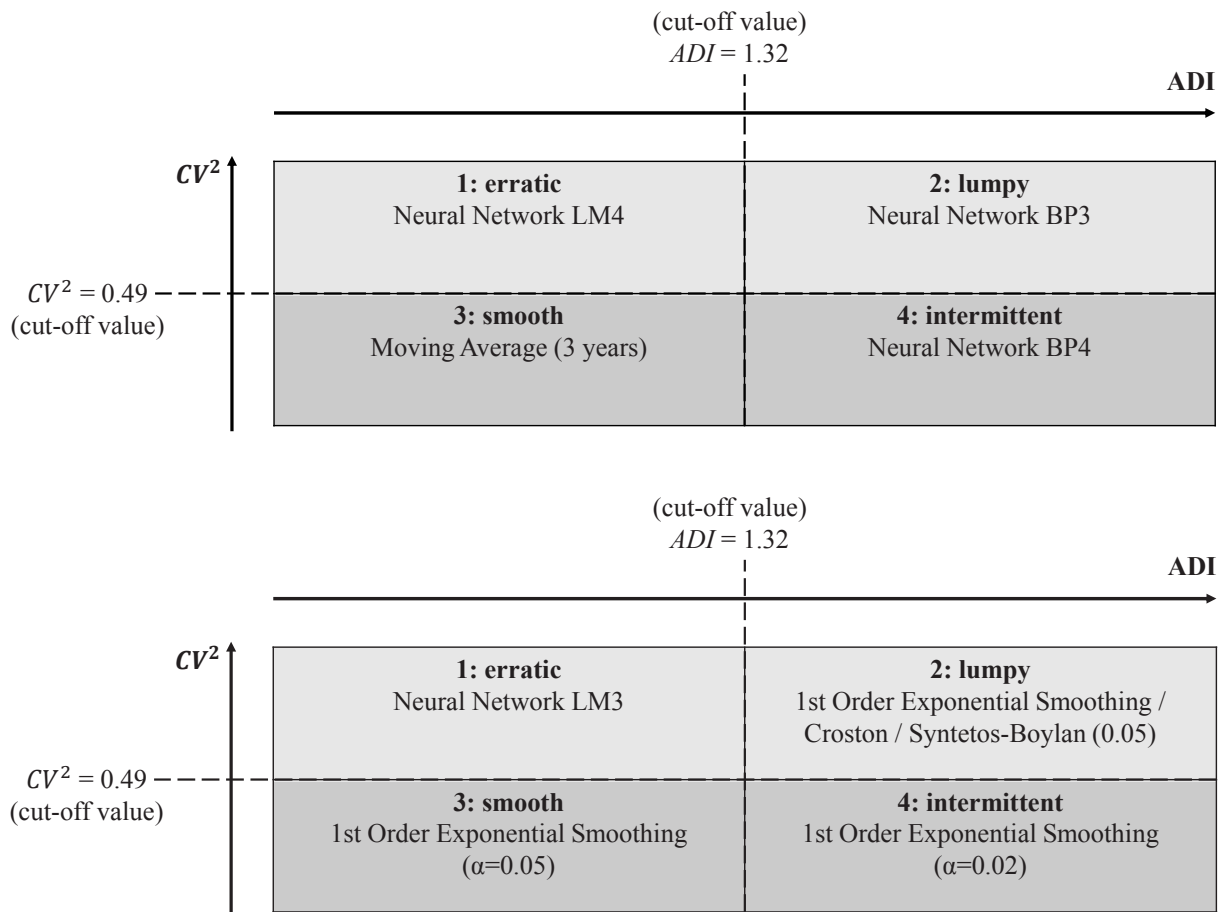 (cut-off value)
ADI = 1.32
ADI
CV²
1: erratic
Neural Network LM4
2: lumpy
Neural Network BP3
CV² = 0.49
(cut-off value)
3: smooth
Moving Average (3 years)
4: intermittent
Neural Network BP4
(cut-off value)
ADI = 1.32
ADI
CV²
1: erratic
Neural Network LM3
2: lumpy
1st Order Exponential Smoothing /
Croston / Syntetos-Boylan (0.05)
CV² = 0.49
(cut-off value)
3: smooth
1st Order Exponential Smoothing
(α=0.05)
4: intermittent
1st Order Exponential Smoothing
(α=0.02)